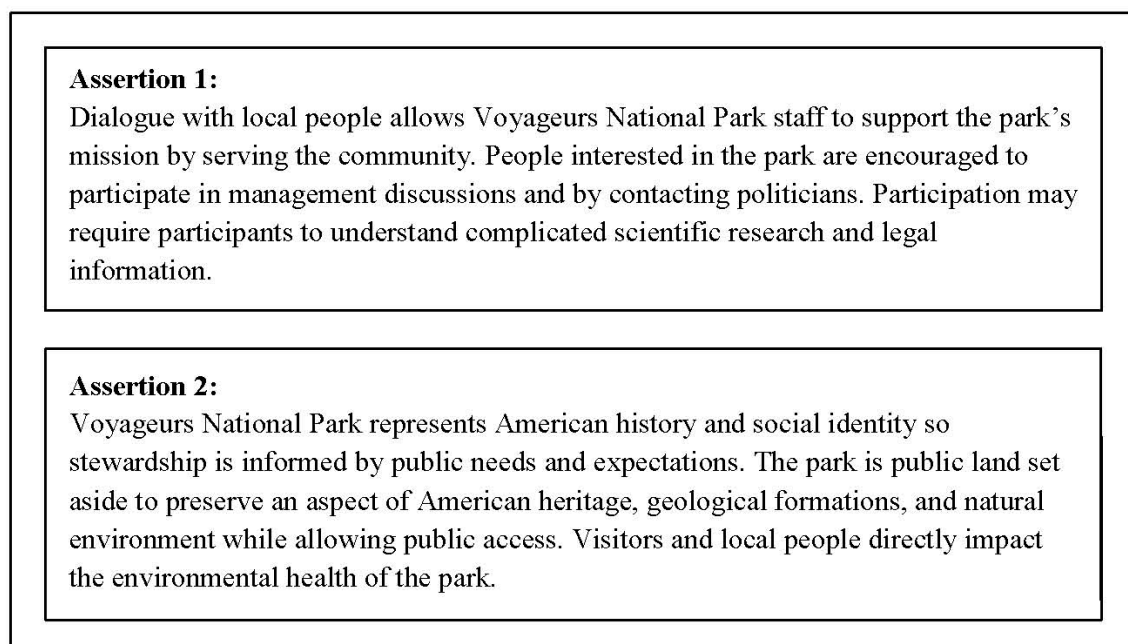 Assertion 1:
Dialogue with local people allows Voyageurs National Park staff to support the park’s
mission by serving the community. People interested in the park are encouraged to
participate in management discussions and by contacting politicians. Participation may
require participants to understand complicated scientific research and legal
information.
Assertion 2:
Voyageurs National Park represents American history and social identity so
stewardship is informed by public needs and expectations. The park is public land set
aside to preserve an aspect of American heritage, geological formations, and natural
environment while allowing public access. Visitors and local people directly impact
the environmental health of the park.